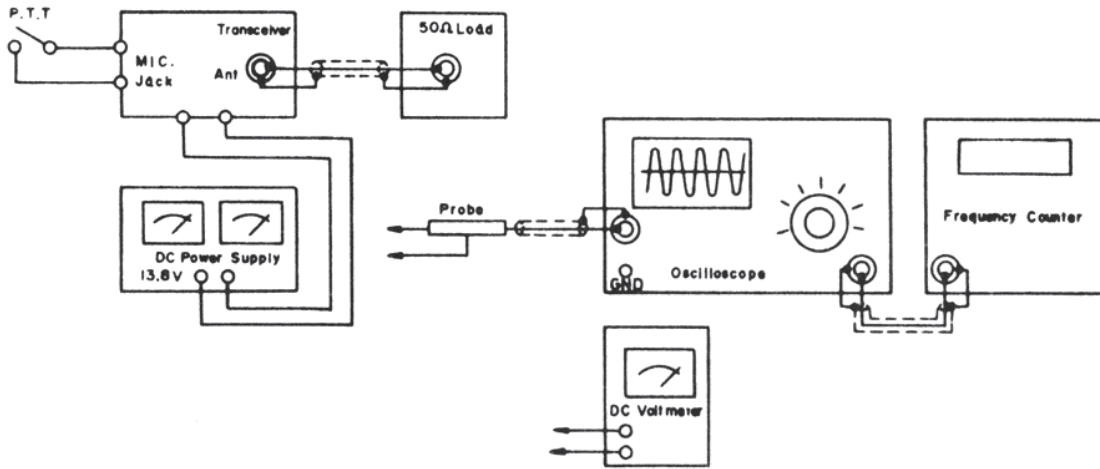 P.T.T
Transceiver
MIC.
Jack
Ant
50Ω Load
DC Power Supply
13.8V
Probe
GND
Oscilloscope
Frequency Counter
DC Voltmeter